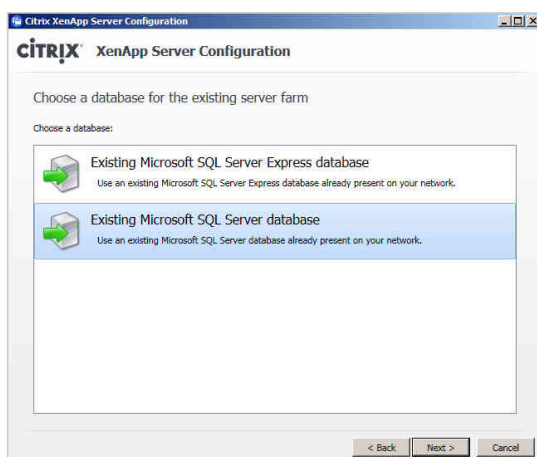 Citrix XenApp Server Configuration
CİTRIX XenApp Server Configuration
Choose a database for the existing server farm
Choose a database:
Existing Microsoft SQL Server Express database
Use an existing Microsoft SQL Server Express database already present on your network.
Existing Microsoft SQL Server database
Use an existing Microsoft SQL Server database already present on your network.
< Back Next > Cancel